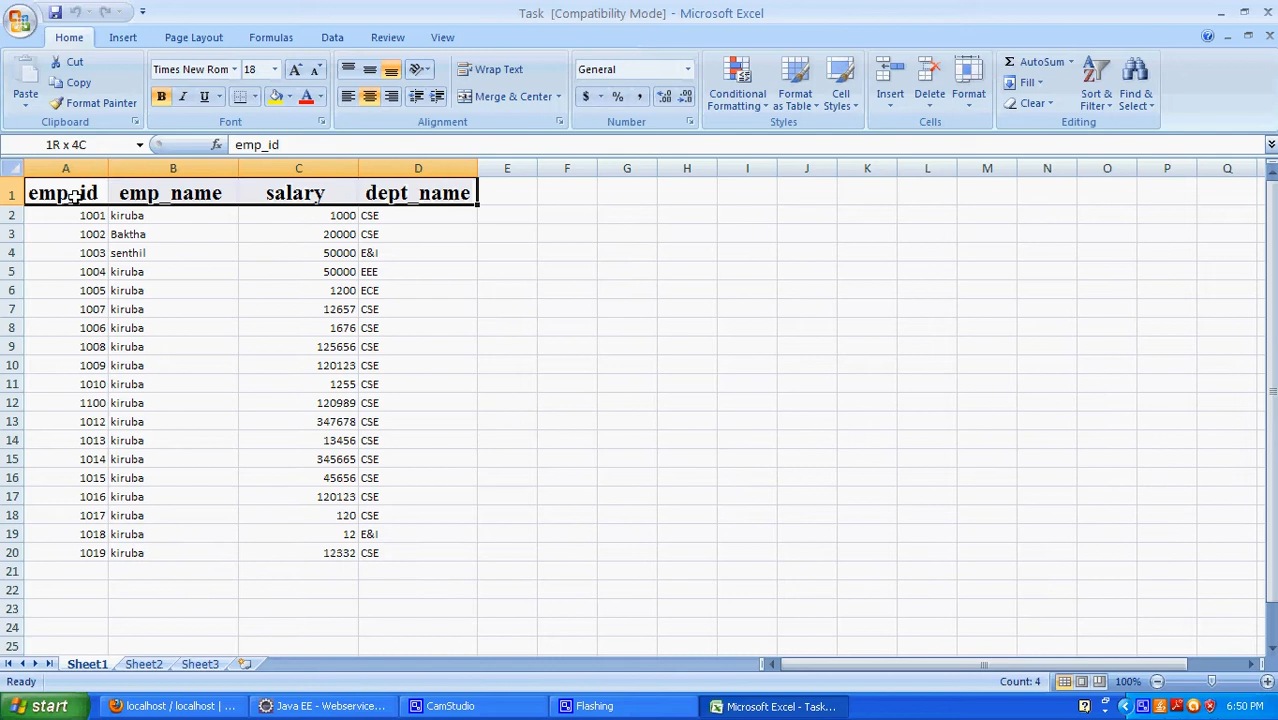 Task [Compatibility Mode] - Microsoft Excel
Home Insert Page Layout Formulas Data Review View
Paste
Cut
Copy
Format Painter
Clipboard
Times New Rom 18
B I U
Font
Wrap Text
Merge & Center
Alignment
General
$ % ,
Number
Conditional Formatting
Format as Table
Cell Styles
Styles
Insert Delete Format
Cells
AutoSum
Fill
Clear
Sort & Filter
Find & Select
Editing
1R x 4C fx emp_id
A B C D E F G H I J K L M N O P Q
1 emp_id emp_name salary dept_name
2 1001 kiruba 1000 CSE
3 1002 Baktha 20000 CSE
4 1003 senthil 50000 E&I
5 1004 kiruba 50000 EEE
6 1005 kiruba 1200 ECE
7 1007 kiruba 12657 CSE
8 1006 kiruba 1676 CSE
9 1008 kiruba 125656 CSE
10 1009 kiruba 120123 CSE
11 1010 kiruba 1255 CSE
12 1100 kiruba 120989 CSE
13 1012 kiruba 347678 CSE
14 1013 kiruba 13456 CSE
15 1014 kiruba 345665 CSE
16 1015 kiruba 45656 CSE
17 1016 kiruba 120123 CSE
18 1017 kiruba 120 CSE
19 1018 kiruba 12 E&I
20 1019 kiruba 12332 CSE
21
22
23
24
25
Sheet1 Sheet2 Sheet3
Ready Count: 4 100%
start localhost / localhost | ... Java EE - Webservice... CamStudio Flashing Microsoft Excel - Task... 6:50 PM